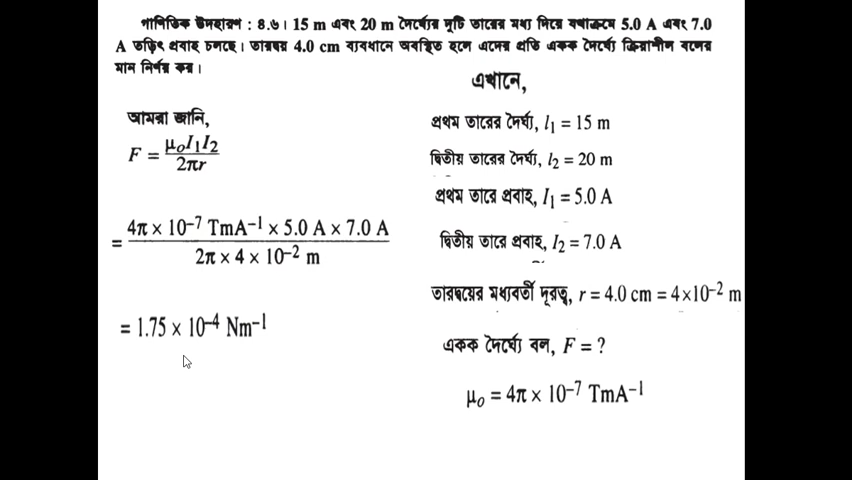 গাণিতিক উদাহরণ : ৪.৬। 15 m এবং 20 m দৈর্ঘ্যের দুটি তারের মধ্য দিয়ে যথাক্রমে 5.0 A এবং 7.0
A তড়িৎ প্রবাহ চলছে। তারদ্বয় 4.0 cm ব্যবধানে অবস্থিত হলে এদের প্রতি একক দৈর্ঘ্যে ক্রিয়াশীল বলের
মান নির্ণয় কর।
এখানে,
আমরা জানি,
F = μ₀I₁I₂ / 2πr
= 4π × 10⁻⁷ TmA⁻¹ × 5.0 A × 7.0 A / 2π × 4 × 10⁻² m
= 1.75 × 10⁻⁴ Nm⁻¹
প্রথম তারের দৈর্ঘ্য, l₁ = 15 m
দ্বিতীয় তারের দৈর্ঘ্য, l₂ = 20 m
প্রথম তারে প্রবাহ, I₁ = 5.0 A
দ্বিতীয় তারে প্রবাহ, I₂ = 7.0 A
তারদ্বয়ের মধ্যবর্তী দূরত্ব, r = 4.0 cm = 4×10⁻² m
একক দৈর্ঘ্যে বল, F = ?
μ₀ = 4π × 10⁻⁷ TmA⁻¹